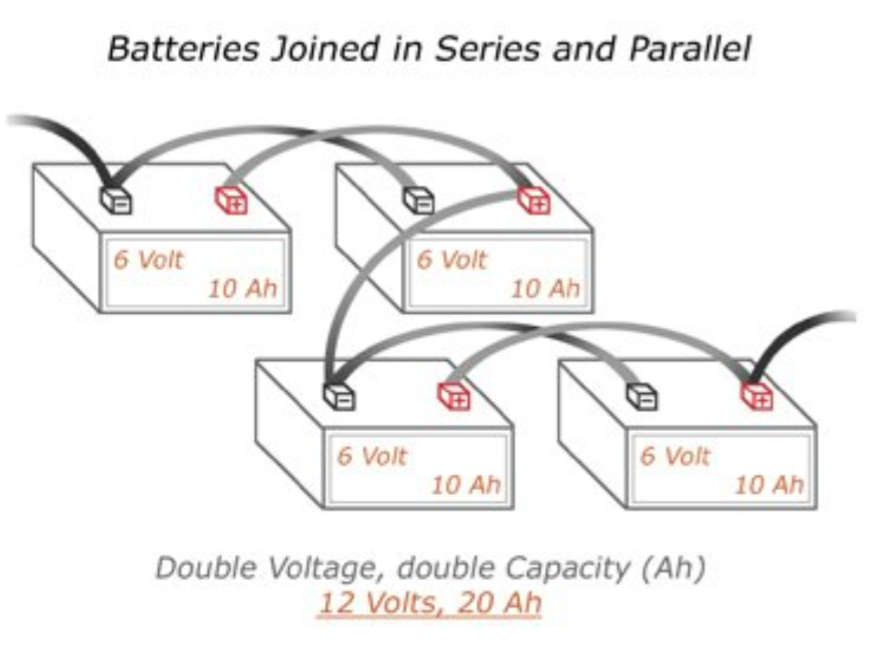 Batteries Joined in Series and Parallel
− + − +
6 Volt
10 Ah
6 Volt
10 Ah
− + − +
6 Volt
10 Ah
6 Volt
10 Ah
Double Voltage, double Capacity (Ah)
12 Volts, 20 Ah